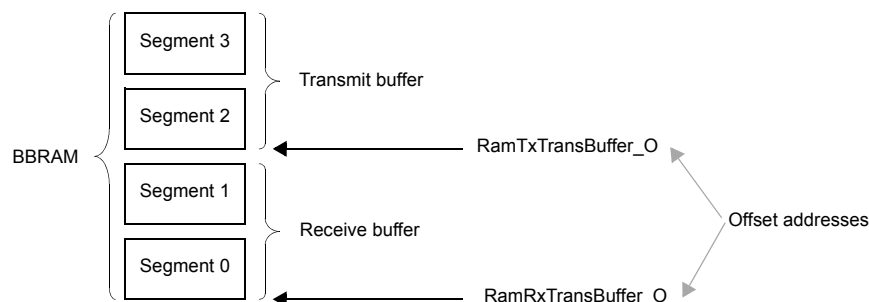 Segment 3
Transmit buffer
Segment 2
RamTxTransBuffer_O
BBRAM
Segment 1
Offset addresses
Receive buffer
Segment 0
RamRxTransBuffer_O